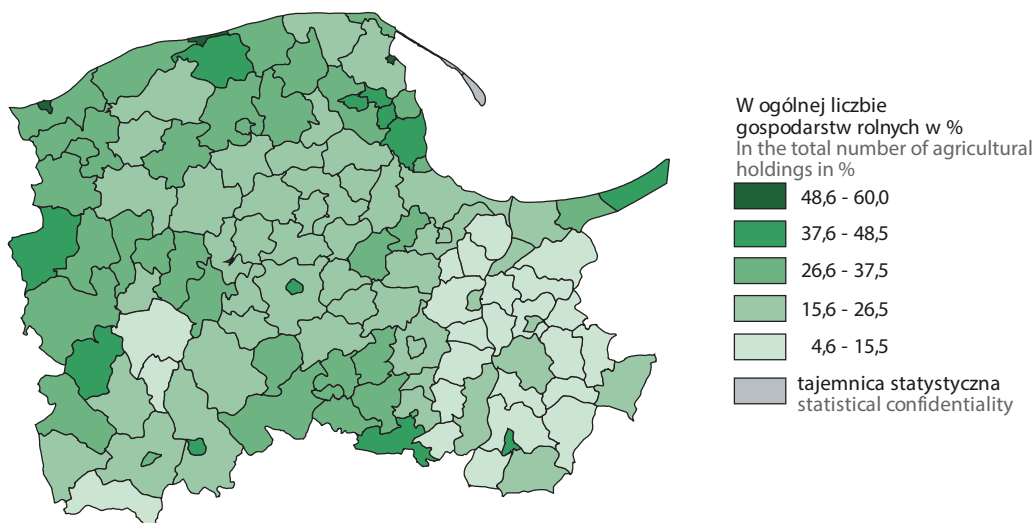 W ogólnej liczbie
gospodarstw rolnych w %
In the total number of agricultural
holdings in %
48,6 - 60,0
37,6 - 48,5
26,6 - 37,5
15,6 - 26,5
4,6 - 15,5
tajemnica statystyczna
statistical confidentiality